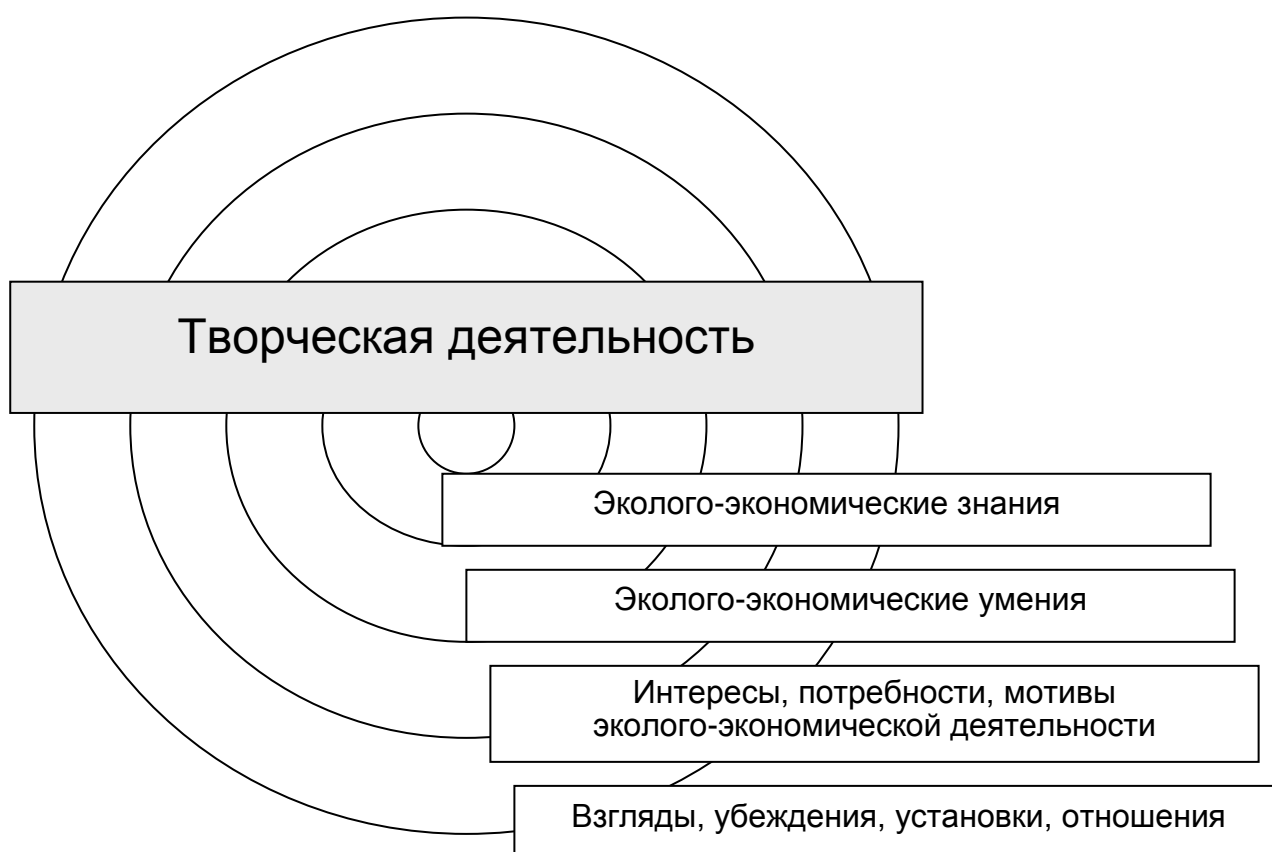 Творческая деятельность
Эколого-экономические знания
Эколого-экономические умения
Интересы, потребности, мотивы
эколого-экономической деятельности
Взгляды, убеждения, установки, отношения